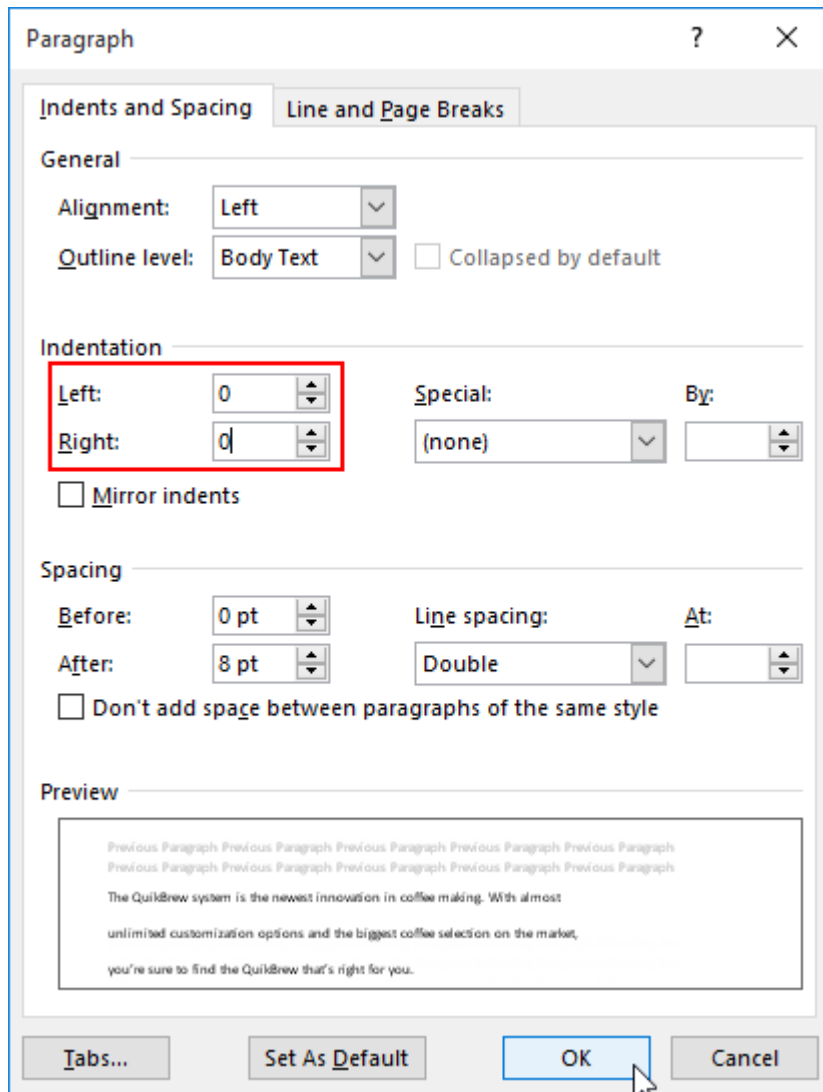 Paragraph ? ×
Indents and Spacing Line and Page Breaks
General
Alignment: Left
Outline level: Body Text Collapsed by default
Indentation
Left: 0 Special: By:
Right: 0 (none)
Mirror indents
Spacing
Before: 0 pt Line spacing: At:
After: 8 pt Double
Don't add space between paragraphs of the same style
Preview
Previous Paragraph Previous Paragraph Previous Paragraph Previous Paragraph Previous Paragraph
Previous Paragraph Previous Paragraph Previous Paragraph Previous Paragraph Previous Paragraph
The QuikBrew system is the newest innovation in coffee making. With almost
unlimited customization options and the biggest coffee selection on the market,
you're sure to find the QuikBrew that's right for you.
Tabs... Set As Default OK Cancel